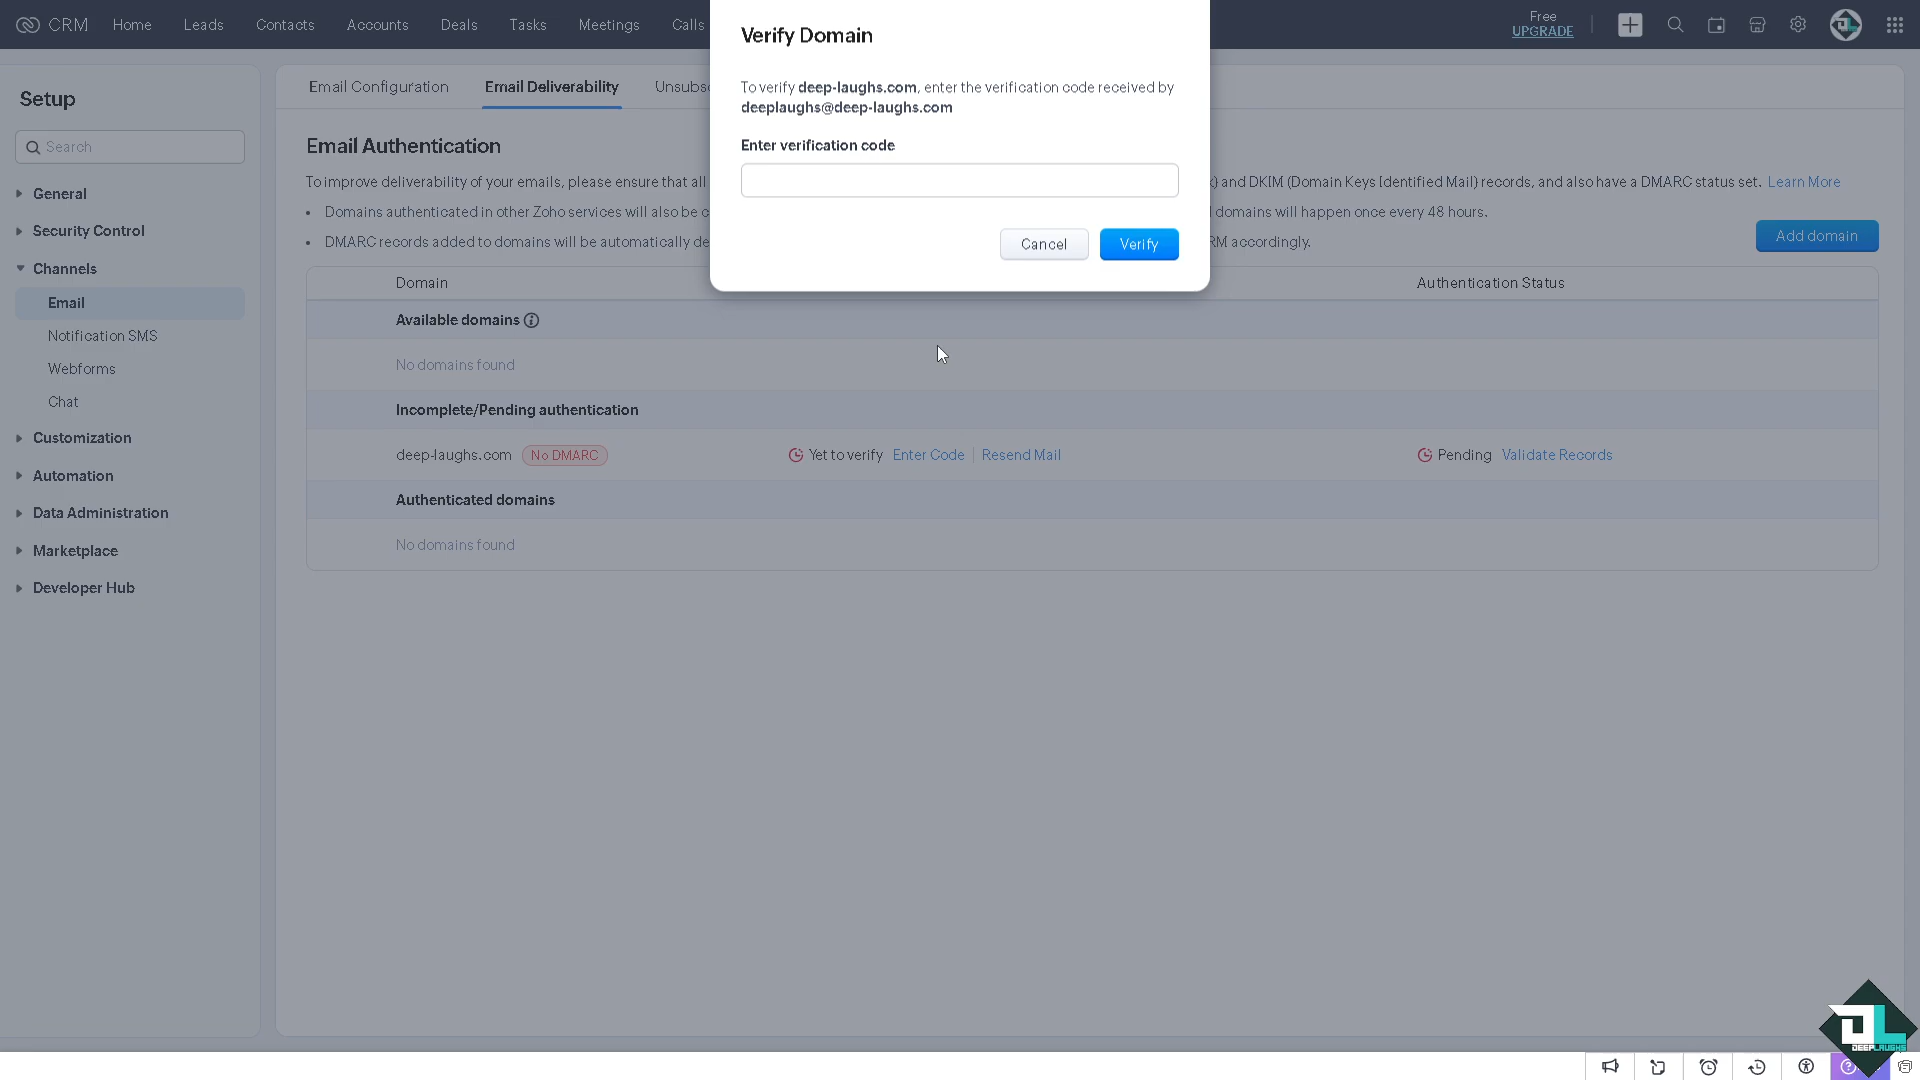 CRM
Home
Leads
Contacts
Accounts
Deals
Tasks
Meetings
Calls
Free
UPGRADE
Verify Domain
To verify deep-laughs.com, enter the verification code received by
deeplaughs@deep-laughs.com
Enter verification code
Cancel
Verify
Setup
Search
General
Security Control
Channels
Email
Notification SMS
Webforms
Chat
Customization
Automation
Data Administration
Marketplace
Developer Hub
Email Configuration
Email Deliverability
Email Authentication
To improve deliverability of your emails, please ensure that all
) and DKIM (Domain Keys Identified Mail) records, and also have a DMARC status set. Learn More
• Domains authenticated in other Zoho services will also be
domains will happen once every 48 hours.
• DMARC records added to domains will be automatically
accordingly.
Add domain
Domain
Authentication Status
Available domains
No domains found
Incomplete/Pending authentication
deep-laughs.com No DMARC
Yet to verify Enter Code | Resend Mail
Pending Validate Records
Authenticated domains
No domains found
DEEPLAUGHS